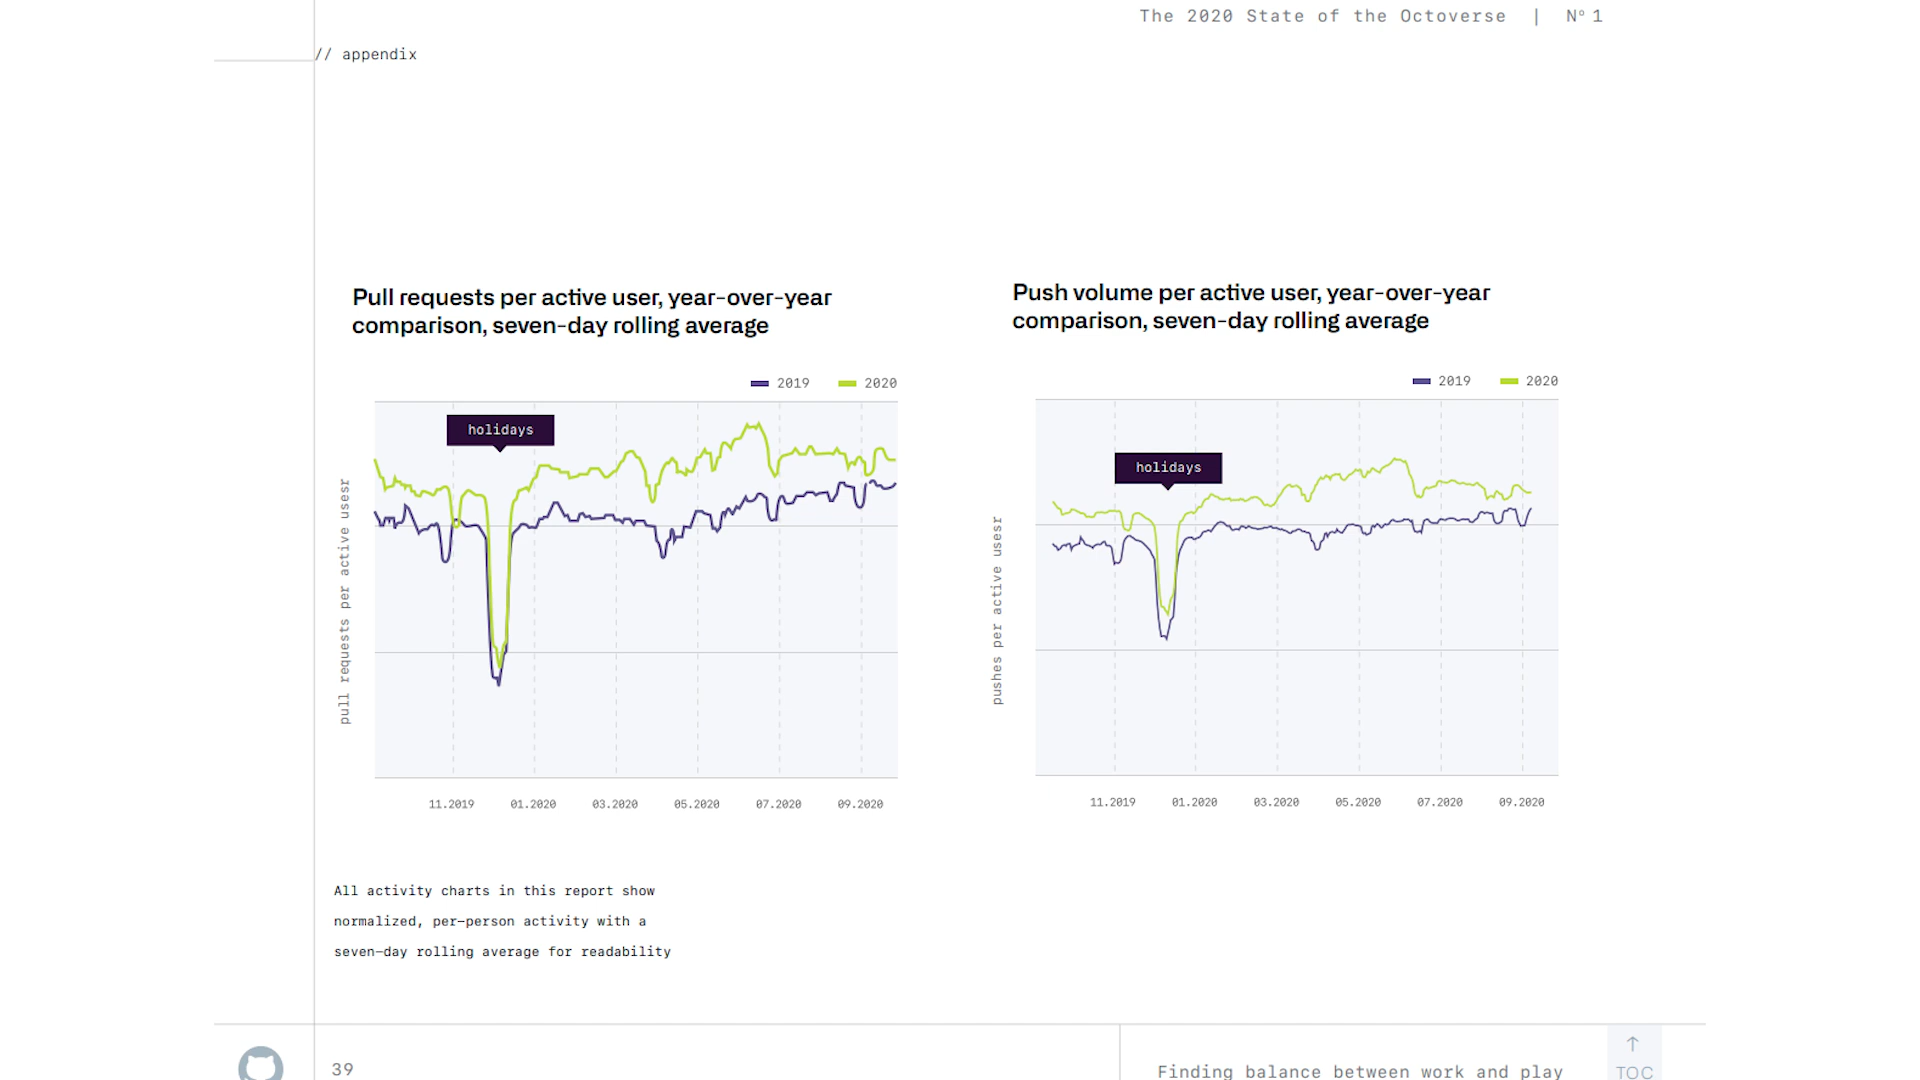 The 2020 State of the Octoverse | Nº 1
// appendix
Pull requests per active user, year-over-year
comparison, seven-day rolling average
2019 2020
holidays
pull requests per active usesr
11.2019 01.2020 03.2020 05.2020 07.2020 09.2020
Push volume per active user, year-over-year
comparison, seven-day rolling average
2019 2020
holidays
pushes per active usesr
11.2019 01.2020 03.2020 05.2020 07.2020 09.2020
All activity charts in this report show
normalized, per-person activity with a
seven-day rolling average for readability
39
Finding balance between work and play
↑
TOC